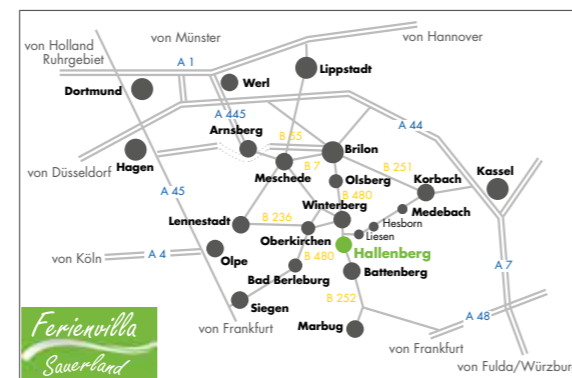 von Holland
Ruhrgebiet
von Münster
von Hannover
A 1
Dortmund
Werl
Lippstadt
A 445
Arnsberg
B 55
A 44
Hagen
von Düsseldorf
Meschede
B 7
Brilon
B 251
Olsberg
Korbach
Kassel
A 45
B 480
Winterberg
Medebach
Hesborn
Liesen
Lennestadt
B 236
Oberkirchen
Hallenberg
von Köln
A 4
Olpe
B 480
Bad Berleburg
Battenberg
A 7
Siegen
B 252
Marbug
A 48
von Frankfurt
von Frankfurt
von Fulda/Würzbur
Ferienvilla
Sauerland